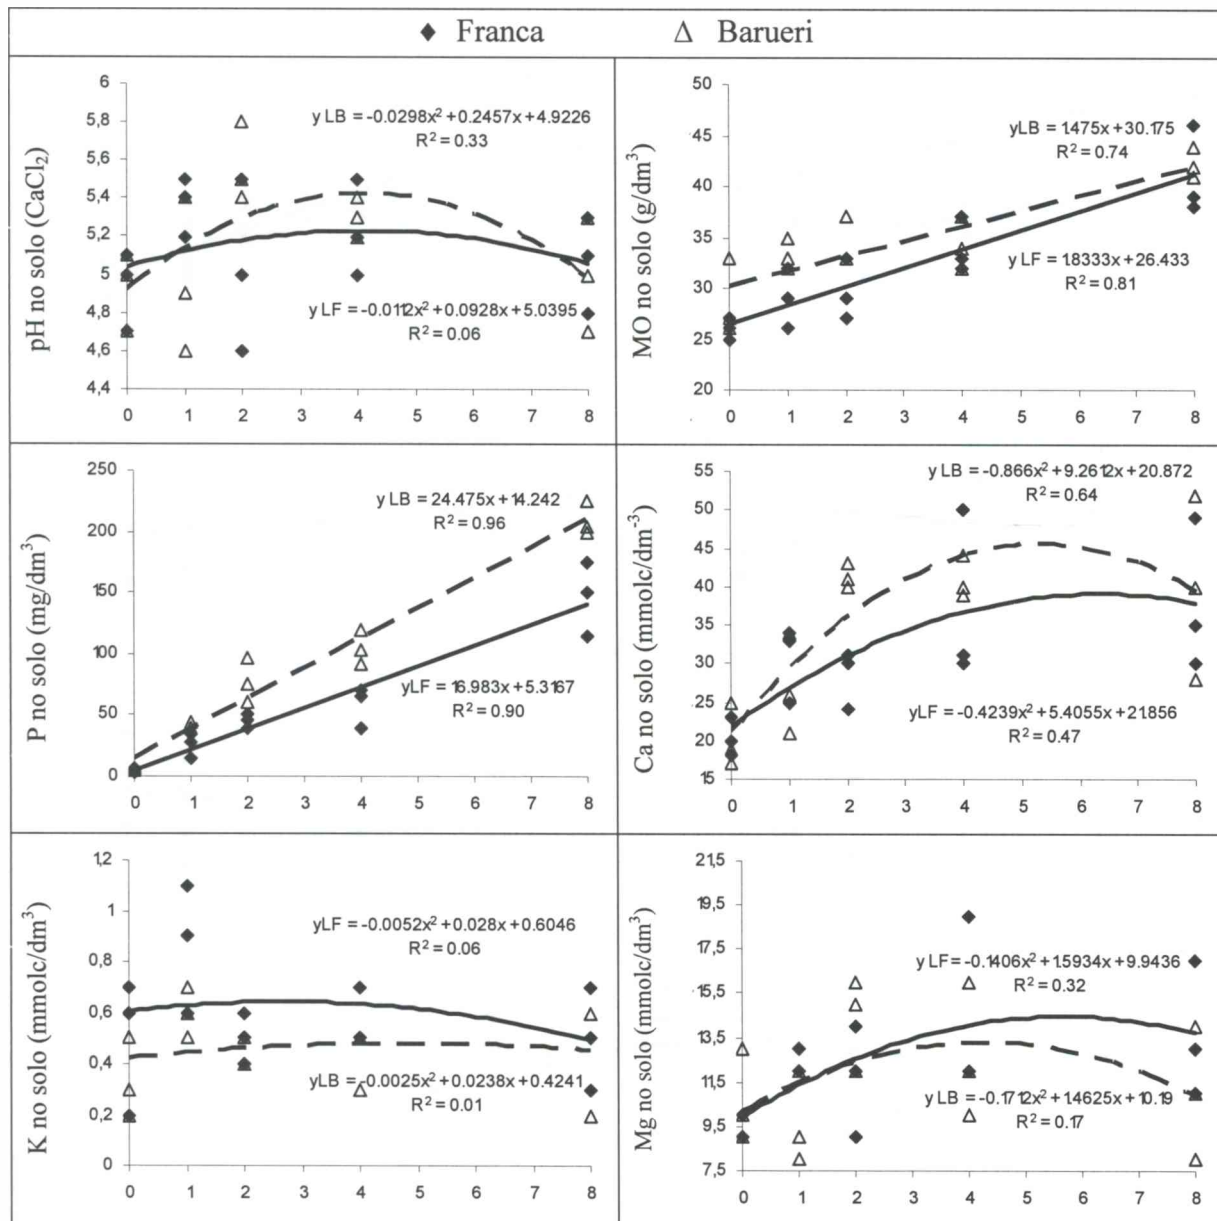 Franca Barueri
pH no solo (CaCl₂)
6
5,8
5,6
5,4
5,2
5
4,8
4,6
4,4
0 1 2 3 4 5 6 7 8
y LB = -0.0298x² + 0.2457x + 4.9226
R² = 0.33
y LF = -0.0112x² + 0.0928x + 5.0395
R² = 0.06
MO no solo (g/dm³)
50
45
40
35
30
25
20
0 1 2 3 4 5 6 7 8
yLB = 1.475x + 30.175
R² = 0.74
y LF = 1.8333x + 26.433
R² = 0.81
P no solo (mg/dm³)
250
200
150
100
50
0
0 1 2 3 4 5 6 7 8
y LB = 24.475x + 14.242
R² = 0.96
yLF = 16.983x + 5.3167
R² = 0.90
Ca no solo (mmolc/dm⁻³)
55
50
45
40
35
30
25
20
15
0 1 2 3 4 5 6 7 8
y LB = -0.866x² + 9.2612x + 20.872
R² = 0.64
yLF = -0.4239x² + 5.4055x + 21.856
R² = 0.47
K no solo (mmolc/dm³)
1,2
1
0,8
0,6
0,4
0,2
0
0 1 2 3 4 5 6 7 8
yLF = -0.0052x² + 0.028x + 0.6046
R² = 0.06
yLB = -0.0025x² + 0.0238x + 0.4241
R² = 0.01
Mg no solo (mmolc/dm³)
21,5
19,5
17,5
15,5
13,5
11,5
9,5
7,5
0 1 2 3 4 5 6 7 8
y LF = -0.1406x² + 1.5934x + 9.9436
R² = 0.32
y LB = -0.1712x² + 1.4625x + 10.19
R² = 0.17